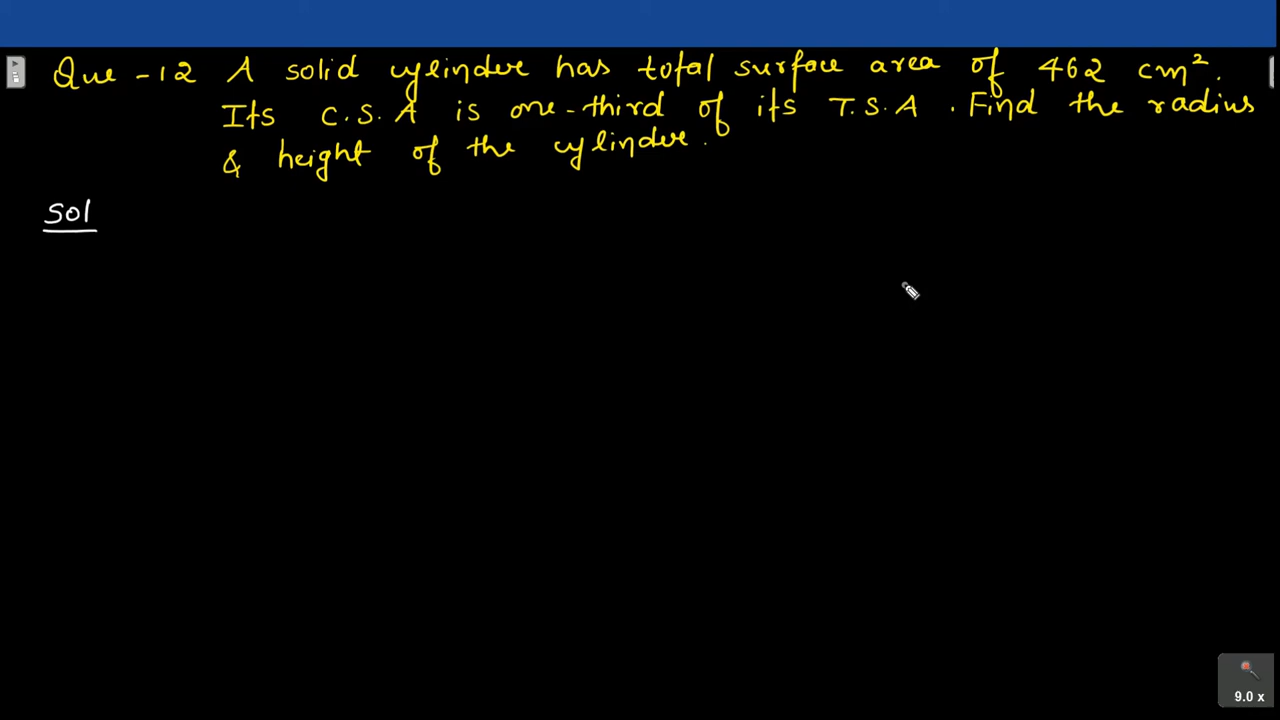 Que -12 A solid cylinder has total surface area of 462 cm².
Its C.S.A is one-third of its T.S.A. Find the radius
& height of the cylinder.
Sol
9.0 x